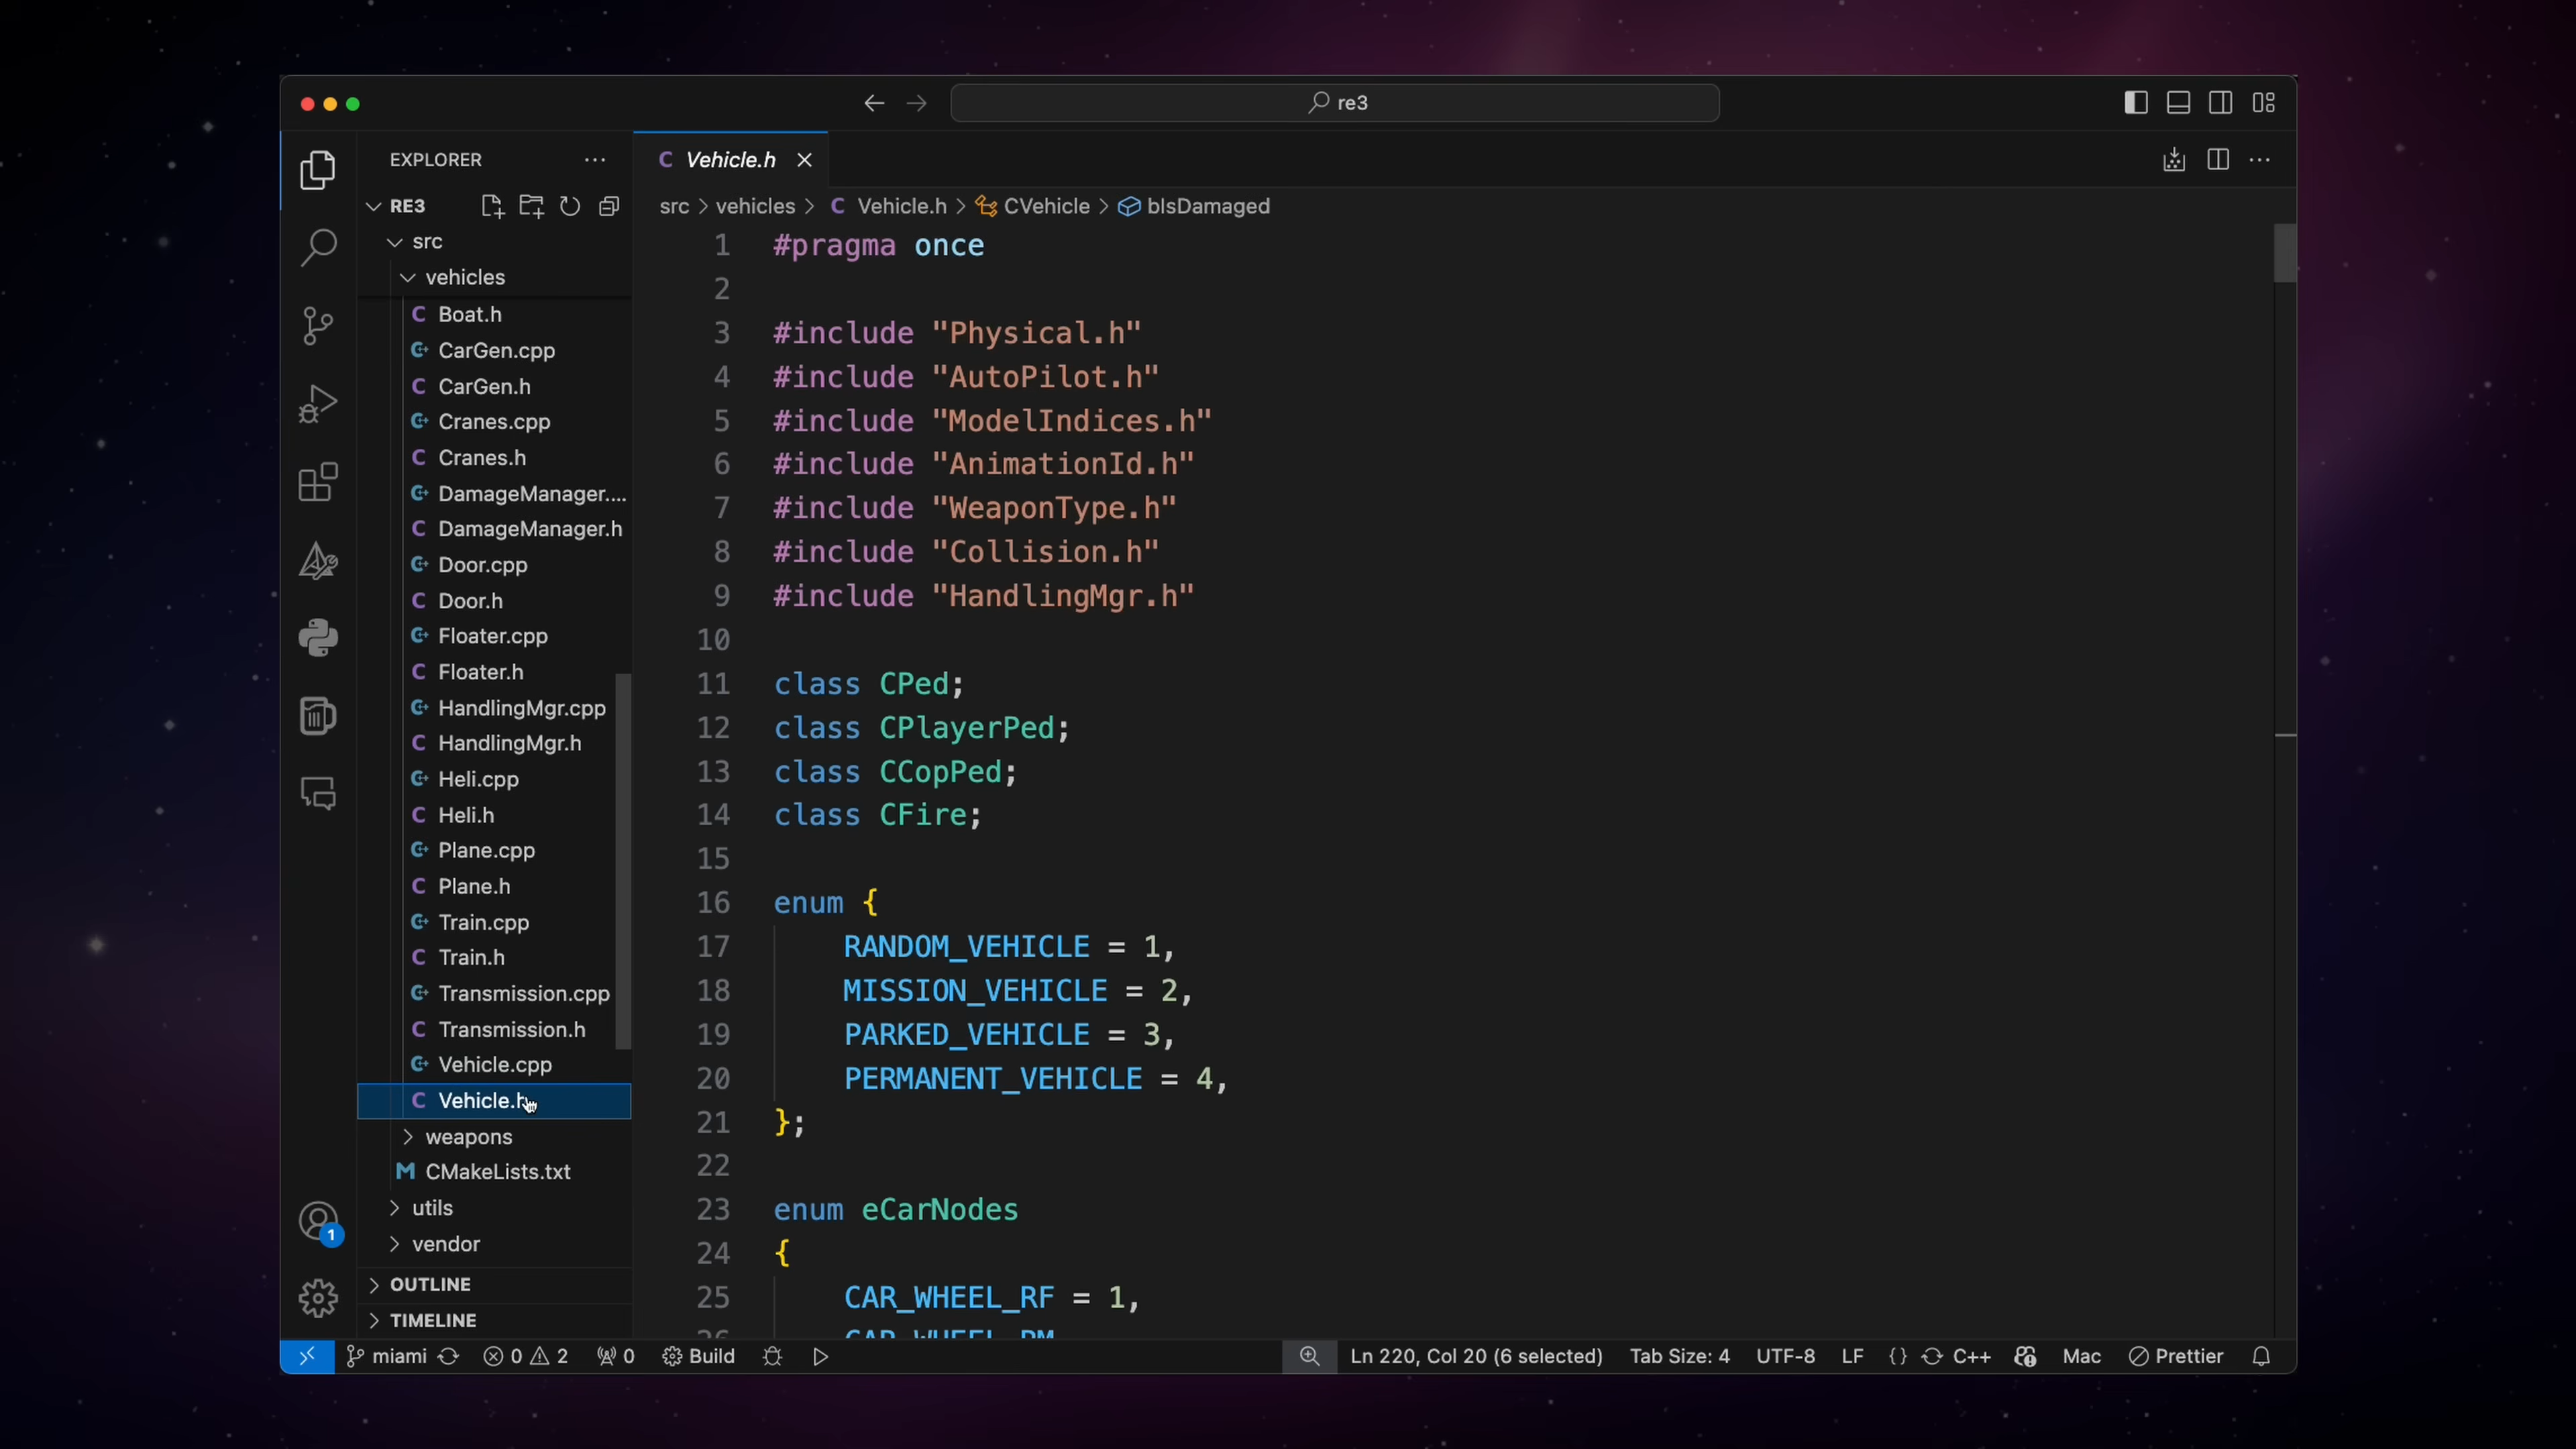 re3
EXPLORER
RE3
src
vehicles
Boat.h
CarGen.cpp
CarGen.h
Cranes.cpp
Cranes.h
DamageManager....
DamageManager.h
Door.cpp
Door.h
Floater.cpp
Floater.h
HandlingMgr.cpp
HandlingMgr.h
Heli.cpp
Heli.h
Plane.cpp
Plane.h
Train.cpp
Train.h
Transmission.cpp
Transmission.h
Vehicle.cpp
Vehicle.h
weapons
CMakeLists.txt
utils
vendor
OUTLINE
TIMELINE
1
Vehicle.h
src > vehicles > C Vehicle.h > CVehicle > bIsDamaged
1 #pragma once
2
3 #include "Physical.h"
4 #include "AutoPilot.h"
5 #include "ModelIndices.h"
6 #include "AnimationId.h"
7 #include "WeaponType.h"
8 #include "Collision.h"
9 #include "HandlingMgr.h"
10
11 class CPed;
12 class CPlayerPed;
13 class CCopPed;
14 class CFire;
15
16 enum {
17 RANDOM_VEHICLE = 1,
18 MISSION_VEHICLE = 2,
19 PARKED_VEHICLE = 3,
20 PERMANENT_VEHICLE = 4,
21 };
22
23 enum eCarNodes
24 {
25 CAR_WHEEL_RF = 1,
26 CAR_WHEEL_RM
miami 0 2 0 Build Ln 220, Col 20 (6 selected) Tab Size: 4 UTF-8 LF {} C++ Mac Prettier